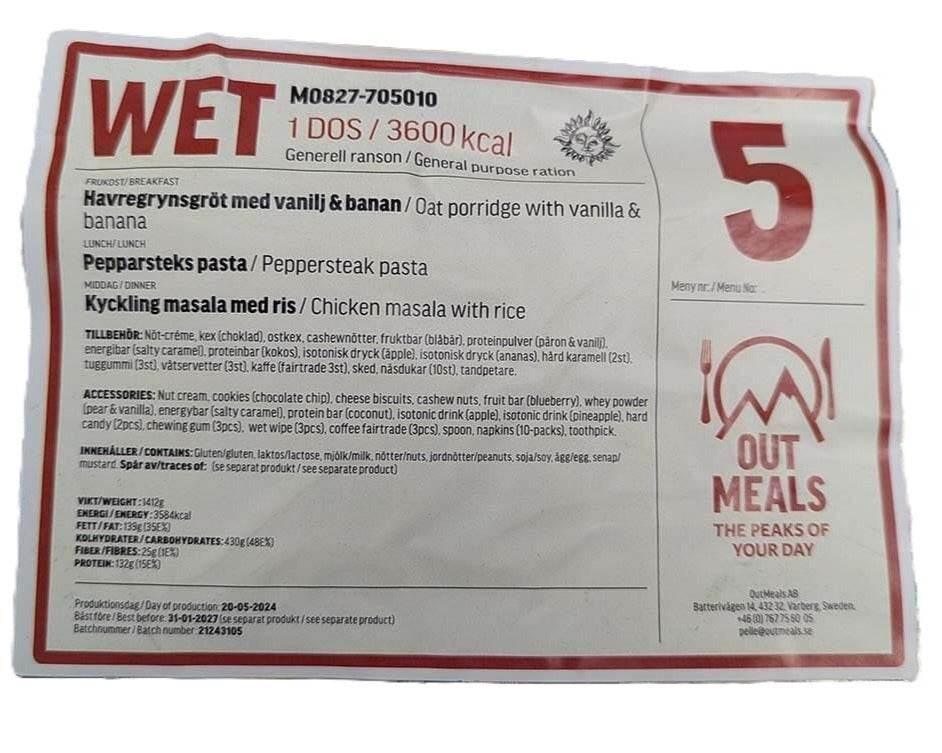 WET
M0827-705010
1 DOS / 3600 kcal
Generell ranson / General purpose ration
FRUKOST/BREAKFAST
Havregrynsgröt med vanilj & banan / Oat porridge with vanilla &
banana
LUNCH/LUNCH
Pepparsteks pasta / Peppersteak pasta
MIDDAG / DINNER
Kyckling masala med ris / Chicken masala with rice
TILLBEHÖR: Nöt-créme, kex (choklad), ostkex, cashewnötter, fruktbar (blåbär), proteinpulver (päron & vanilj),
energibar (salty caramel), proteinbar (kokos), isotonisk dryck (äpple), isotonisk dryck (ananas), hård karamell (2st),
tuggummi (3st), våtservetter (3st), kaffe (fairtrade 3st), sked, näsdukar (10st), tandpetare.
ACCESSORIES: Nut cream, cookies (chocolate chip), cheese biscuits, cashew nuts, fruit bar (blueberry), whey powder
(pear & vanilla), energybar (salty caramel), protein bar (coconut), isotonic drink (apple), isotonic drink (pineapple), hard
candy (2pcs), chewing gum (3pcs), wet wipe (3pcs), coffee fairtrade (3pcs), spoon, napkins (10-packs), toothpick.
INNEHÅLLER / CONTAINS: Gluten/gluten, laktos/lactose, mjölk/milk, nötter/nuts, jordnötter/peanuts, soja/soy, ägg/egg, senap/
mustard. Spår av/traces of: (se separat produkt / see separate product)
VIKT/WEIGHT: 1412g
ENERGI / ENERGY: 3584kcal
FETT / FAT: 139g (35E%)
KOLHYDRATER / CARBOHYDRATES: 430g (48E%)
FIBER /FIBRES: 25g (1E%)
PROTEIN: 132g (15E%)
Produktionsdag / Day of production: 20-05-2024
Bäst före / Best before: 31-01-2027 (se separat produkt / see separate product)
Batchnummer / Batch number: 21243105
5
Meny nr: / Menu No: .
OUT
MEALS
THE PEAKS OF
YOUR DAY
OutMeals AB
Batterivägen 14, 432 32, Varberg, Sweden,
+46 (0) 767 75 60 05
pelle@outmeals.se